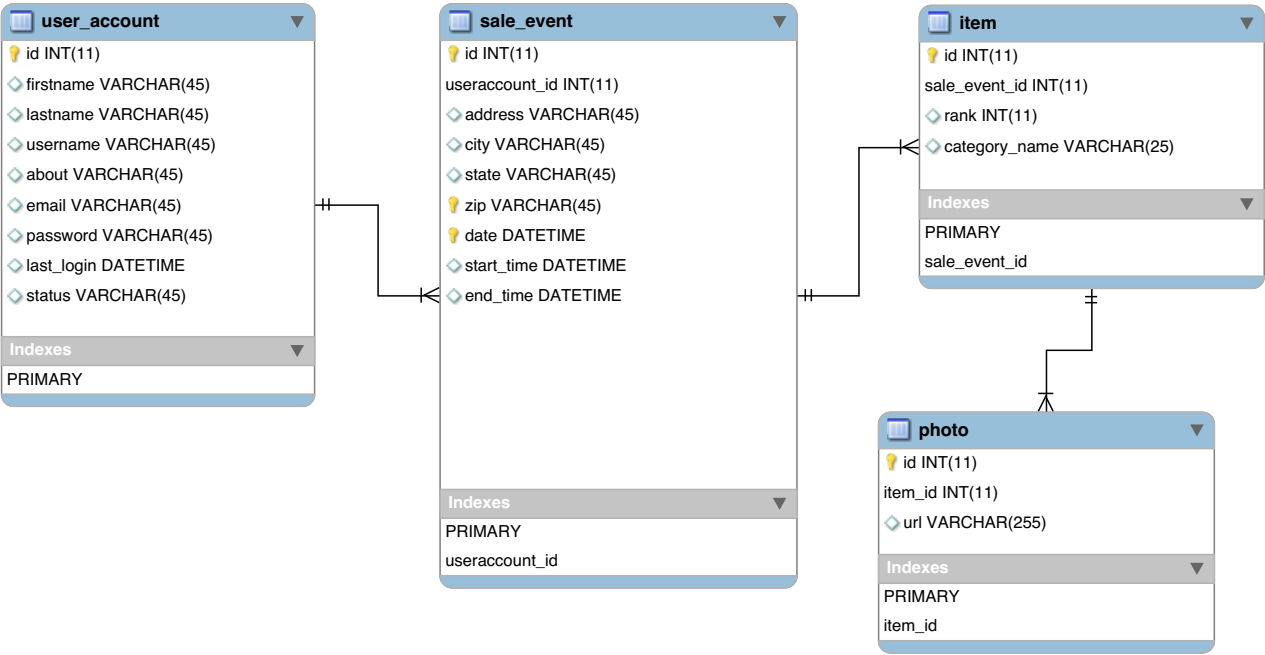 user_account
id INT(11)
firstname VARCHAR(45)
lastname VARCHAR(45)
username VARCHAR(45)
about VARCHAR(45)
email VARCHAR(45)
password VARCHAR(45)
last_login DATETIME
status VARCHAR(45)
Indexes
PRIMARY
sale_event
id INT(11)
useraccount_id INT(11)
address VARCHAR(45)
city VARCHAR(45)
state VARCHAR(45)
zip VARCHAR(45)
date DATETIME
start_time DATETIME
end_time DATETIME
Indexes
PRIMARY
useraccount_id
item
id INT(11)
sale_event_id INT(11)
rank INT(11)
category_name VARCHAR(25)
Indexes
PRIMARY
sale_event_id
photo
id INT(11)
item_id INT(11)
url VARCHAR(255)
Indexes
PRIMARY
item_id